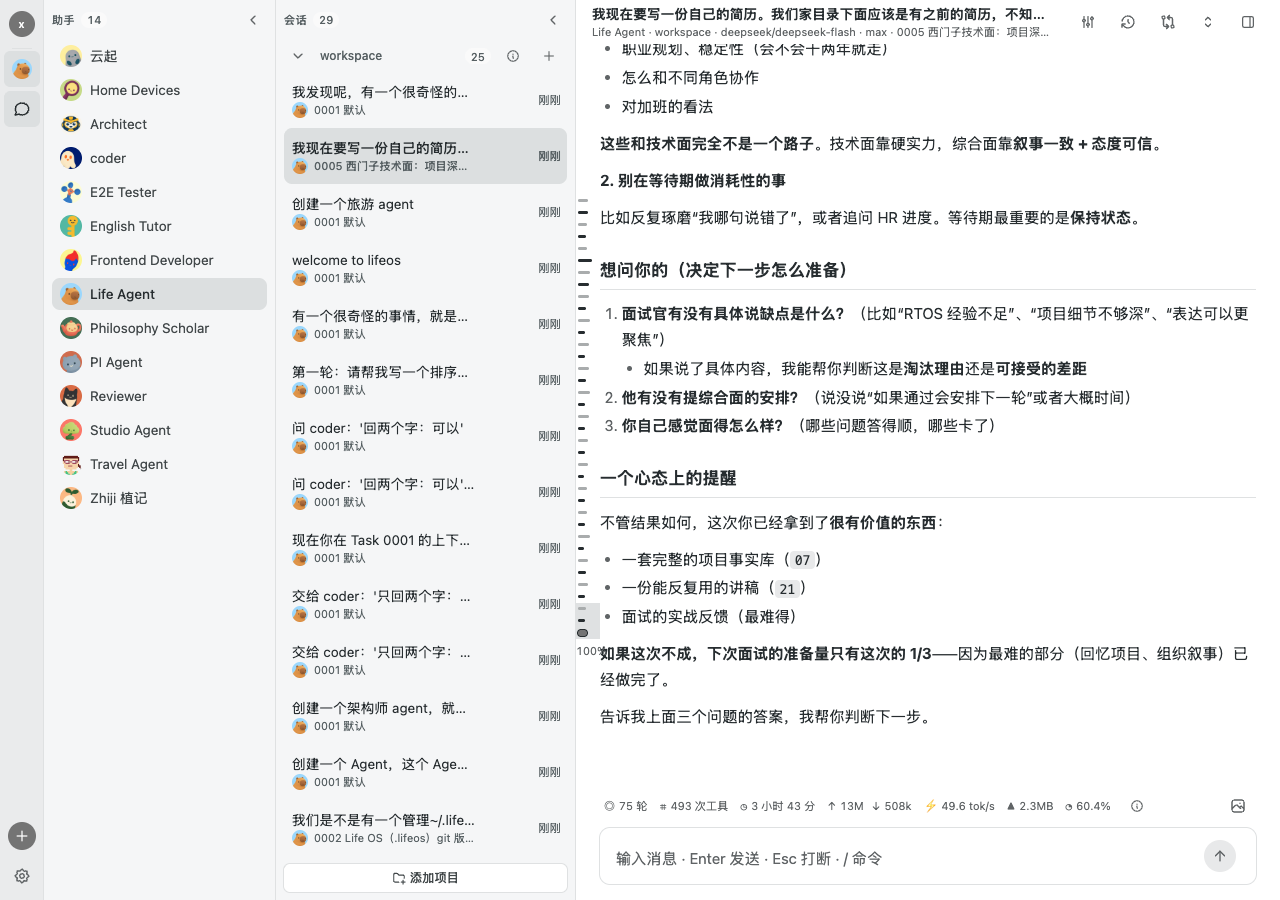 x
助手 14
云起
Home Devices
Architect
coder
E2E Tester
English Tutor
Frontend Developer
Life Agent
Philosophy Scholar
PI Agent
Reviewer
Studio Agent
Travel Agent
Zhiji 植记
会话 29
workspace 25
我发现呢，有一个很奇怪的...
0001 默认
刚刚
我现在要写一份自己的简历...
0005 西门子技术面：项目深...
刚刚
创建一个旅游 agent
0001 默认
刚刚
welcome to lifeos
0001 默认
刚刚
有一个很奇怪的事情，就是...
0001 默认
刚刚
第一轮：请帮我写一个排序...
0001 默认
刚刚
问 coder：'回两个字：可以'
0001 默认
刚刚
问 coder：'回两个字：可以'...
0001 默认
刚刚
现在你在 Task 0001 的上下...
0001 默认
刚刚
交给 coder：'只回两个字：...
0001 默认
刚刚
交给 coder：'只回两个字：...
0001 默认
刚刚
创建一个架构师 agent，就...
0001 默认
刚刚
创建一个 Agent，这个 Age...
0001 默认
刚刚
我们是不是有一个管理~/.life...
0002 Life OS（.lifeos）git 版...
刚刚
添加项目
我现在要写一份自己的简历。我们家目录下面应该是有之前的简历，不知...
Life Agent · workspace · deepseek/deepseek-flash · max · 0005 西门子技术面：项目深...
职业规划、稳定性（会不会干两年就走）
怎么和不同角色协作
对加班的看法
这些和技术面完全不是一个路子。技术面靠硬实力，综合面靠叙事一致 + 态度可信。
2. 别在等待期做消耗性的事
比如反复琢磨“我哪句说错了”，或者追问 HR 进度。等待期最重要的是保持状态。
想问你的（决定下一步怎么准备）
1. 面试官有没有具体说缺点是什么？（比如“RTOS 经验不足”、“项目细节不够深”、“表达可以更
聚焦”）
如果说了具体内容，我能帮你判断这是淘汰理由还是可接受的差距
2. 他有没有提综合面的安排？（说没说“如果通过会安排下一轮”或者大概时间）
3. 你自己感觉面得怎么样？（哪些问题答得顺，哪些卡了）
一个心态上的提醒
不管结果如何，这次你已经拿到了很有价值的东西：
一套完整的项目事实库（07）
一份能反复用的讲稿（21）
面试的实战反馈（最难得）
100%
如果这次不成，下次面试的准备量只有这次的 1/3——因为最难的部分（回忆项目、组织叙事）已
经做完了。
告诉我上面三个问题的答案，我帮你判断下一步。
75 轮 493 次工具 3 小时 43 分 ↑ 13M ↓ 508k ⚡ 49.6 tok/s ▲ 2.3MB 60.4%
输入消息 · Enter 发送 · Esc 打断 · / 命令